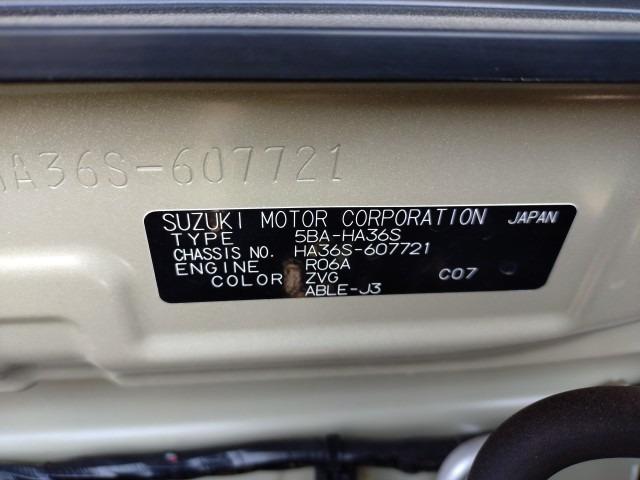 HA36S-607721
SUZUKI MOTOR CORPORATION JAPAN
TYPE 5BA-HA36S
CHASSIS NO. HA36S-607721
ENGINE R06A
COLOR ZVG C07
ABLE-J3